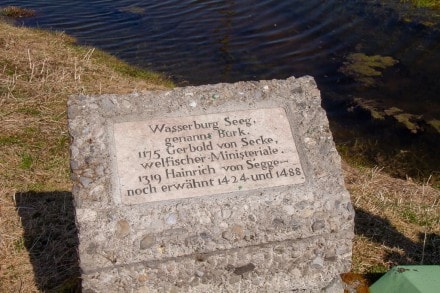 Wasserburg Seeg,
genannt Burk.
1175 Gerbold von Secke,
welfischer Ministeriale.
1319 Hainrich von Segge –
noch erwähnt 1424 und 1488